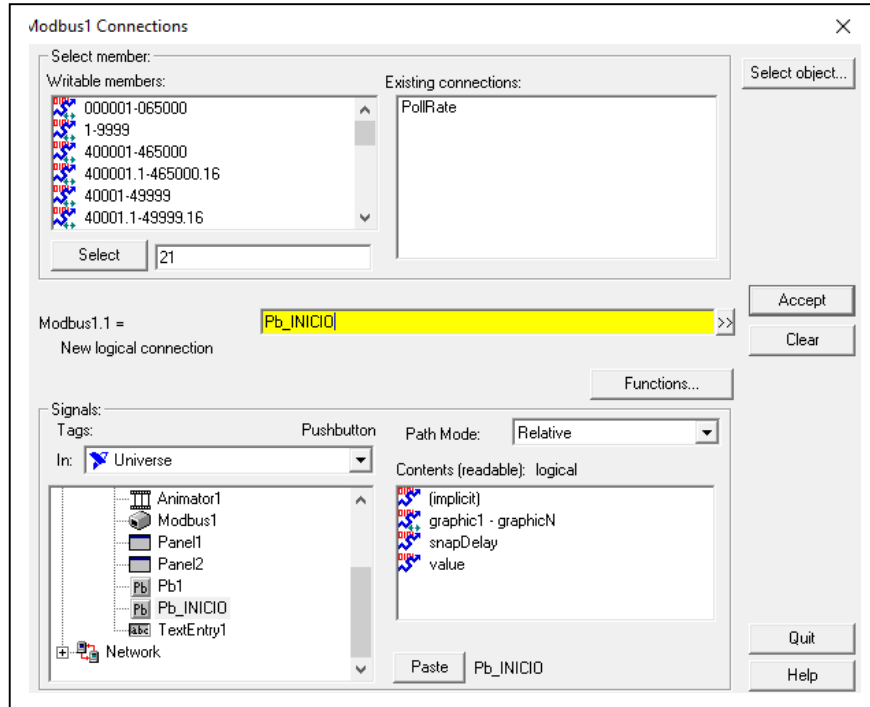 Modbus1 Connections
Select member:
Writable members:
Existing connections:
Select object...
000001-065000
1-9999
400001-465000
400001.1-465000.16
40001-49999
40001.1-49999.16
PollRate
Select
21
Accept
Modbus1.1 =
Pb_INICIO
>>
New logical connection
Clear
Functions...
Signals:
Tags:
Pushbutton
Path Mode:
Relative
In:
Universe
Contents (readable): logical
Animator1
Modbus1
Panel1
Panel2
Pb Pb1
Pb Pb_INICIO
abc TextEntry1
Network
(implicit)
graphic1 - graphicN
snapDelay
value
Quit
Paste
Pb_INICIO
Help